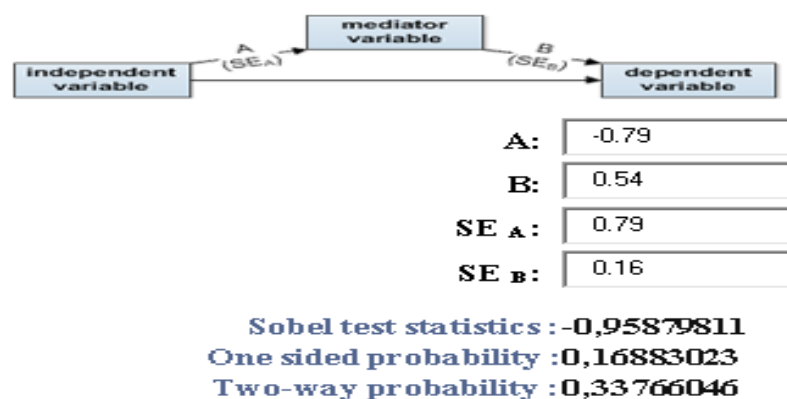 mediator
variable
A
(SEA)
B
(SEB)
independent
variable
dependent
variable
A: -0.79
B: 0.54
SE A: 0.79
SE B: 0.16
Sobel test statistics :-0,95879811
One sided probability :0,16883023
Two-way probability :0,33766046